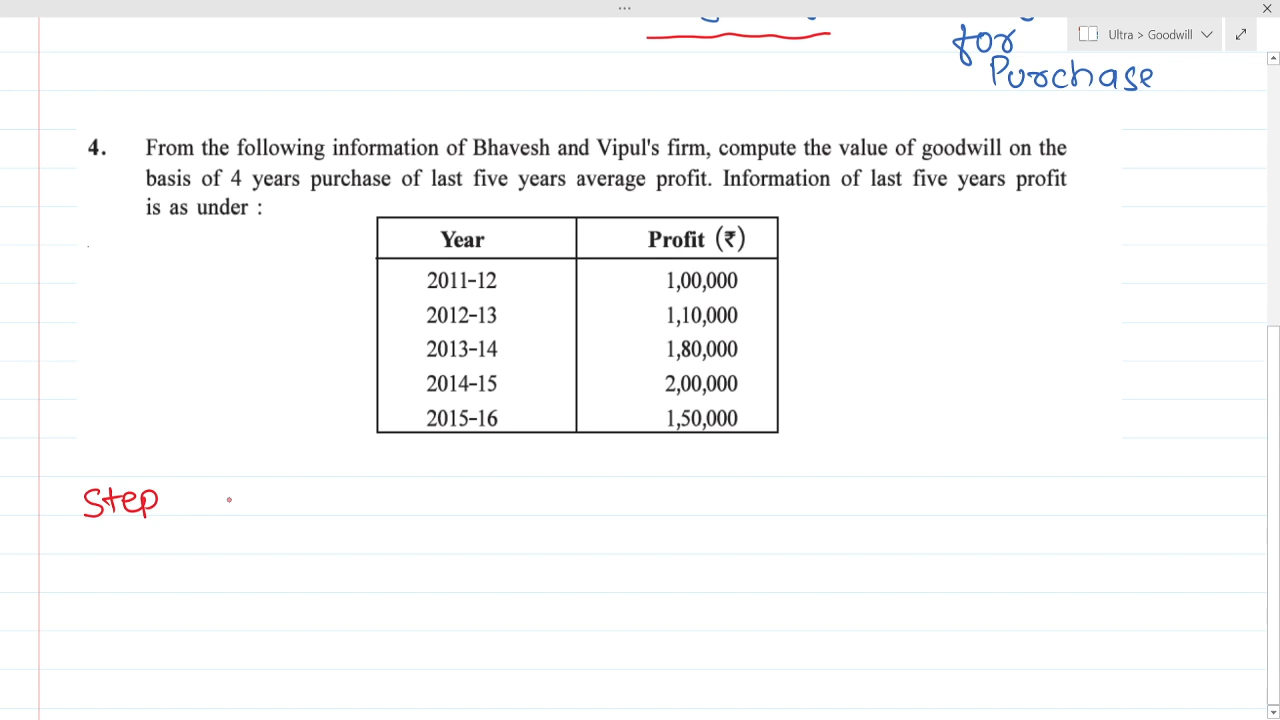 Ultra > Goodwill
for
Purchase
4. From the following information of Bhavesh and Vipul's firm, compute the value of goodwill on the
basis of 4 years purchase of last five years average profit. Information of last five years profit
is as under :
Year Profit (₹)
2011-12 1,00,000
2012-13 1,10,000
2013-14 1,80,000
2014-15 2,00,000
2015-16 1,50,000
Step